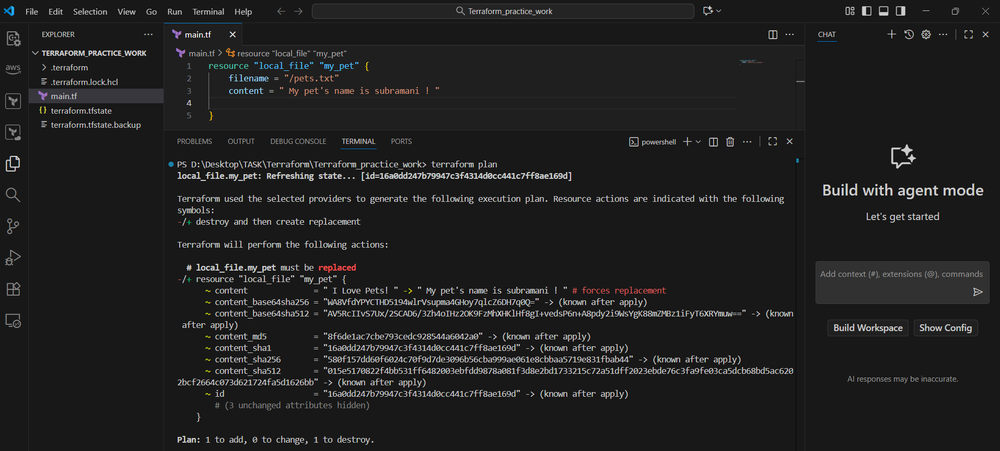 File Edit Selection View Go Run Terminal Help
Terraform_practice_work
EXPLORER
TERRAFORM_PRACTICE_WORK
.terraform
.terraform.lock.hcl
main.tf
terraform.tfstate
terraform.tfstate.backup
aws
main.tf
main.tf > resource "local_file" "my_pet"
1 resource "local_file" "my_pet" {
2 filename = "/pets.txt"
3 content = " My pet's name is subramani ! "
4
5 }
PROBLEMS OUTPUT DEBUG CONSOLE TERMINAL PORTS
powershell
PS D:\Desktop\TASK\Terraform\Terraform_practice_work> terraform plan
local_file.my_pet: Refreshing state... [id=16a0dd247b79947c3f4314d0cc441c7ff8ae169d]
Terraform used the selected providers to generate the following execution plan. Resource actions are indicated with the following
symbols:
-/+ destroy and then create replacement
Terraform will perform the following actions:
# local_file.my_pet must be replaced
-/+ resource "local_file" "my_pet" {
~ content = " I Love Pets! " -> " My pet's name is subramani ! " # forces replacement
~ content_base64sha256 = "WA8VfdYPYCTHD5194wlrVsupma4GHoy7qlcZ6DH7q0Q=" -> (known after apply)
~ content_base64sha512 = "AV5RcIIvS7Ux/2SCAD6/3Zh4oIHz2OK9FzMhXHKlHf8gI+vedsP6n+A8pdy2i9WsYgK88mZMBz1iFyT6XRYmuw==" -> (known
after apply)
~ content_md5 = "8f6de1ac7cbe793cedc928544a6042a0" -> (known after apply)
~ content_sha1 = "16a0dd247b79947c3f4314d0cc441c7ff8ae169d" -> (known after apply)
~ content_sha256 = "580f157dd60f6024c70f9d7de3096b56cba999ae061e8cbbaa5719e831fbab44" -> (known after apply)
~ content_sha512 = "015e5170822f4bb531ff6482003ebfdd9878a081f3d8e2bd1733215c72a51dff2023ebde76c3fa9fe03ca5dcb68bd5ac620
2bcf2664c073d621724fa5d1626bb" -> (known after apply)
~ id = "16a0dd247b79947c3f4314d0cc441c7ff8ae169d" -> (known after apply)
# (3 unchanged attributes hidden)
}
Plan: 1 to add, 0 to change, 1 to destroy.
CHAT
Build with agent mode
Let's get started
Add context (#), extensions (@), commands
Build Workspace Show Config
AI responses may be inaccurate.